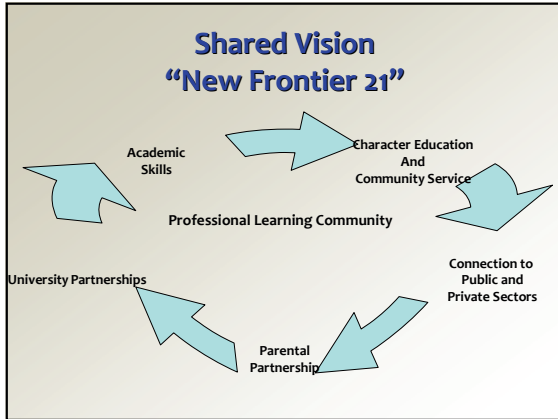 Shared Vision
“New Frontier 21”
Academic
Skills
Character Education
And
Community Service
Professional Learning Community
Connection to
Public and
Private Sectors
University Partnerships
Parental
Partnership